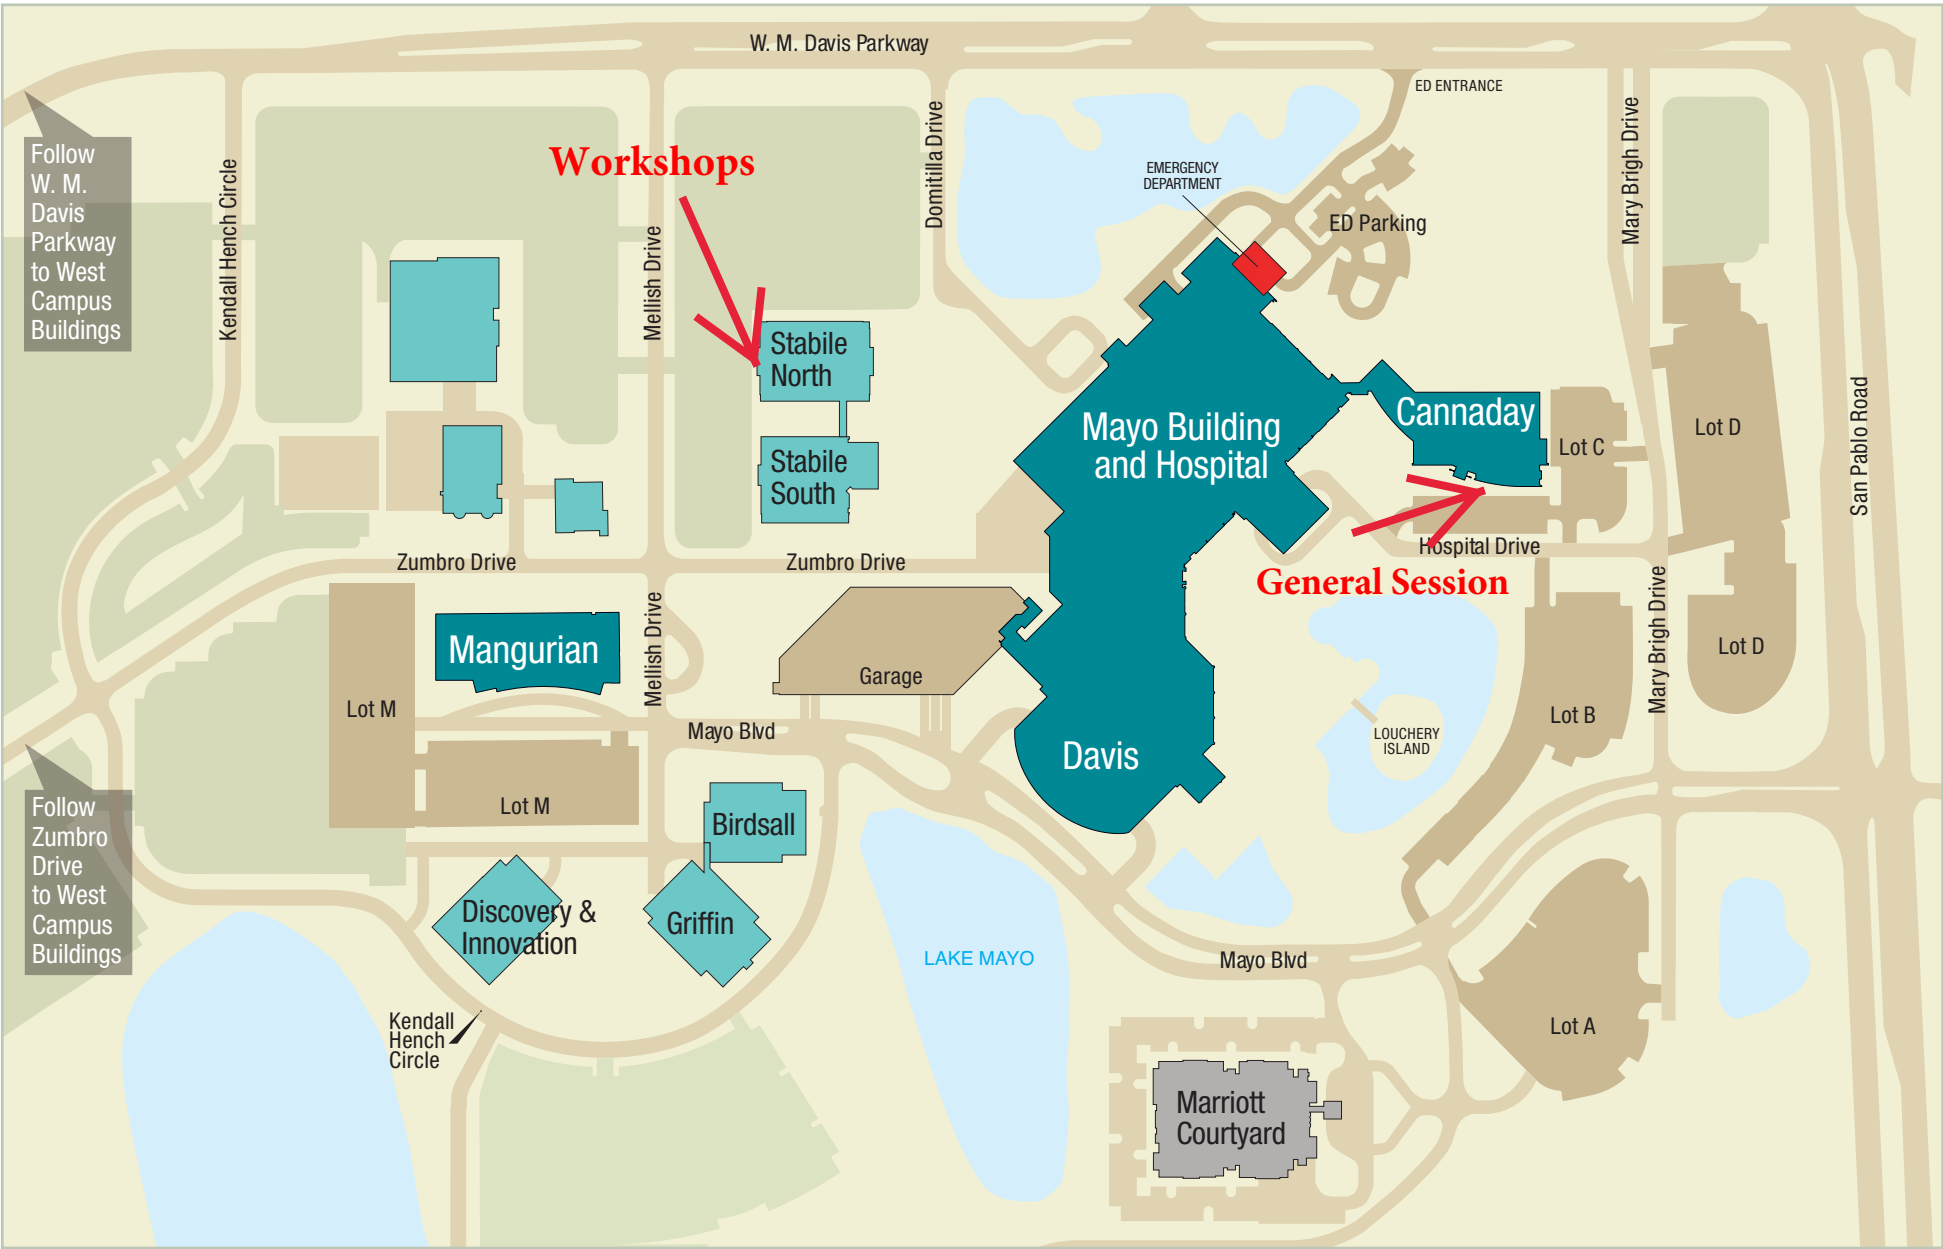 W. M. Davis Parkway
ED ENTRANCE
Follow
W. M.
Davis
Parkway
to West
Campus
Buildings
Kendall Hench Circle
Workshops
Mellish Drive
Domitilla Drive
EMERGENCY
DEPARTMENT
ED Parking
Mary Brigh Drive
San Pablo Road
Stabile
North
Stabile
South
Mayo Building
and Hospital
Cannaday
Lot C
Lot D
Zumbro Drive
Zumbro Drive
Hospital Drive
General Session
Mangurian
Mellish Drive
Garage
Lot M
Mayo Blvd
Davis
LOUCHERY
ISLAND
Lot B
Mary Brigh Drive
Lot D
Follow
Zumbro
Drive
to West
Campus
Buildings
Lot M
Birdsall
Discovery &
Innovation
Griffin
LAKE MAYO
Mayo Blvd
Kendall
Hench
Circle
Lot A
Marriott
Courtyard